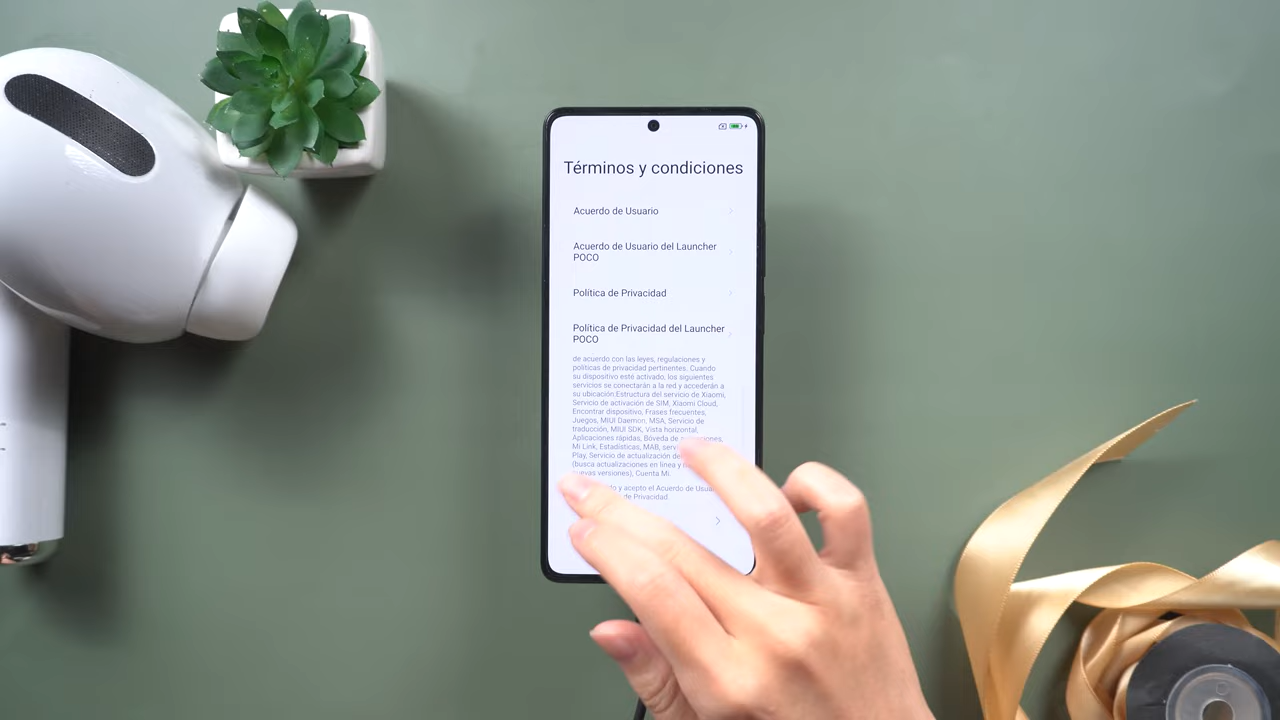 Términos y condiciones
Acuerdo de Usuario
Acuerdo de Usuario del Launcher
POCO
Política de Privacidad
Política de Privacidad del Launcher
POCO
de acuerdo con las leyes, regulaciones y
políticas de privacidad pertinentes. Cuando
su dispositivo esté activado, los siguientes
servicios se conectarán a la red y accederán a
su ubicación:Estructura del servicio de Xiaomi,
Servicio de activación de SIM, Xiaomi Cloud,
Encontrar dispositivo, Frases frecuentes,
Juegos, MIUI Daemon, MSA, Servicio de
traducción, MIUI SDK, Vista horizontal,
Aplicaciones rápidas, Bóveda de
Mi Link, Estadísticas, MAB,
Play, Servicio de actualización
(busca actualizaciones en línea y
nuevas versiones), Cuenta Mi.
y acepto el Acuerdo de
de Privacidad